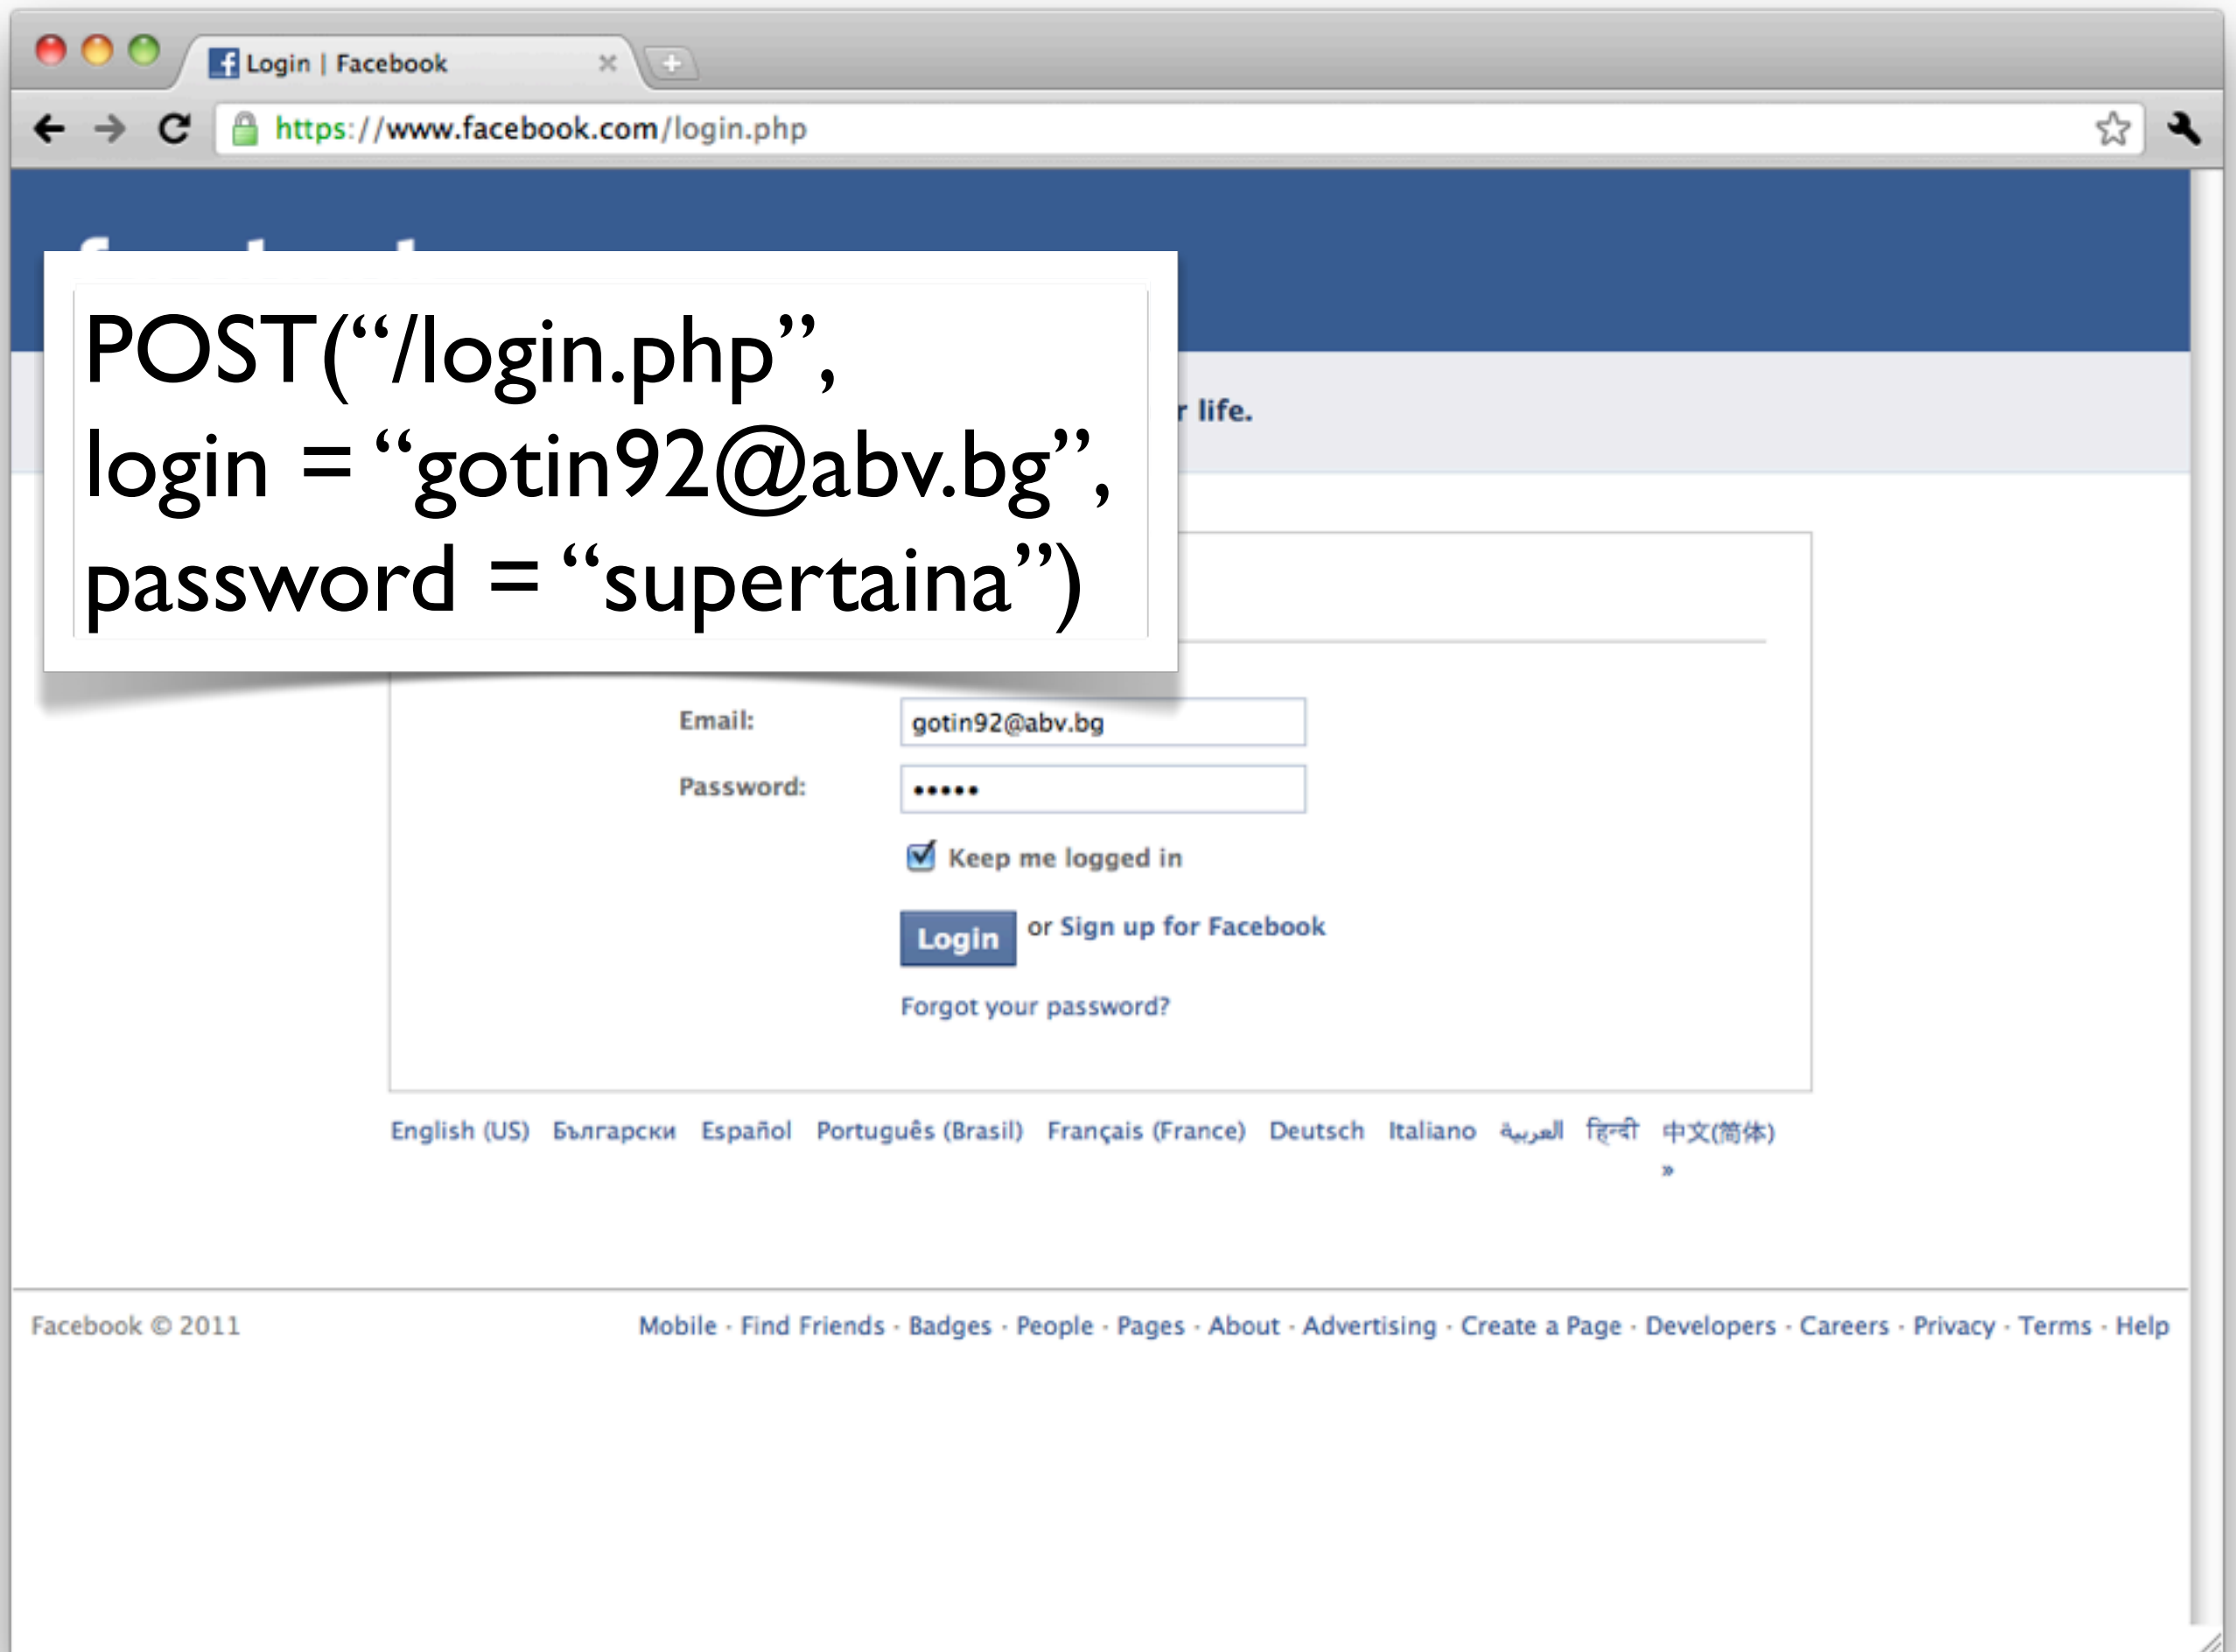 Login | Facebook
https://www.facebook.com/login.php
POST(“/login.php”,
login = “gotin92@abv.bg”,
password = “supertaina”)
life.
Email:
gotin92@abv.bg
Password:
•••••
Keep me logged in
Login or Sign up for Facebook
Forgot your password?
English (US) Български Español Português (Brasil) Français (France) Deutsch Italiano العربية हिन्दी 中文(简体)
»
Facebook © 2011
Mobile · Find Friends · Badges · People · Pages · About · Advertising · Create a Page · Developers · Careers · Privacy · Terms · Help